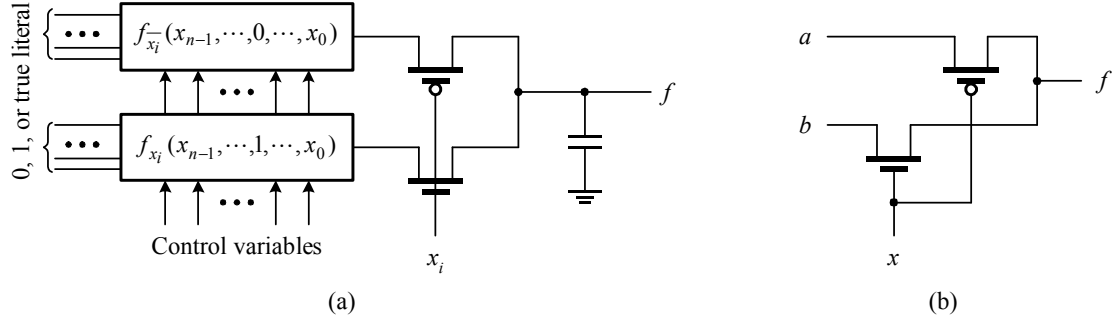 0, 1, or true literal
f_{\overline{x_i}}(x_{n-1}, ⋯, 0, ⋯, x_0)
f_{x_i}(x_{n-1}, ⋯, 1, ⋯, x_0)
Control variables
x_i
f
(a)
a
b
f
x
(b)